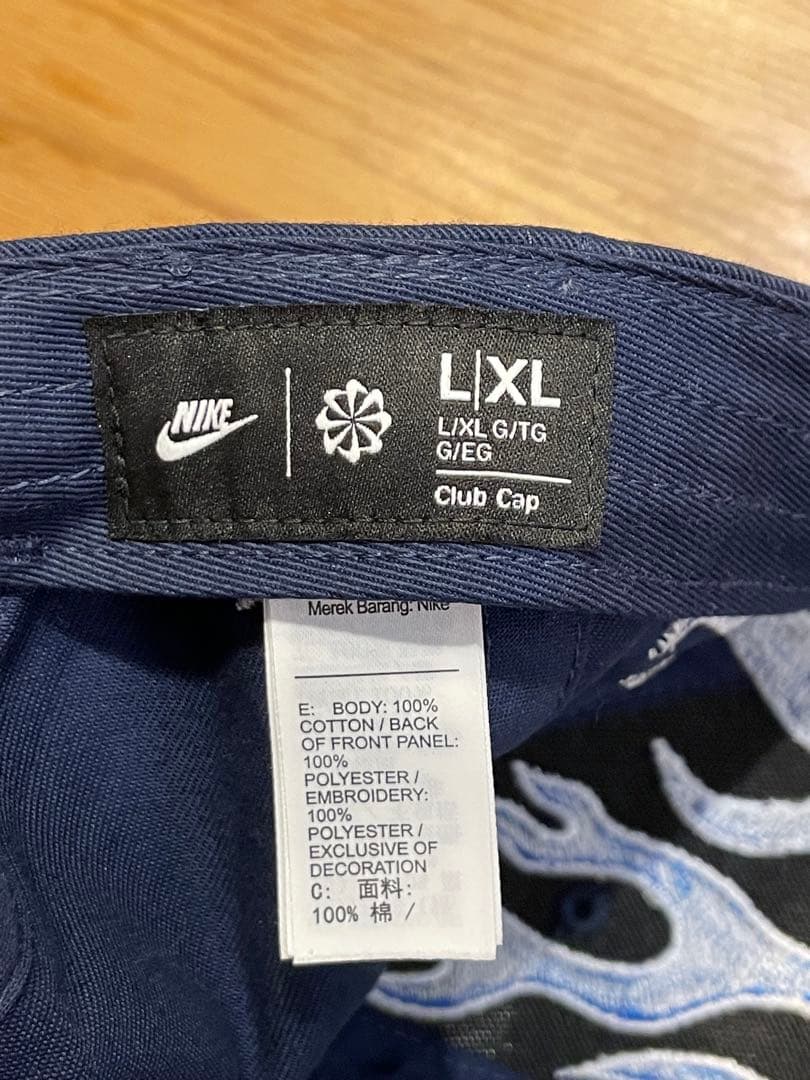 NIKE
L|XL
L/XL G/TG
G/EG
Club Cap
Merek Barang: Nike
E: BODY: 100%
COTTON / BACK
OF FRONT PANEL:
100%
POLYESTER /
EMBROIDERY:
100%
POLYESTER /
EXCLUSIVE OF
DECORATION
C: 面料:
100% 棉 /